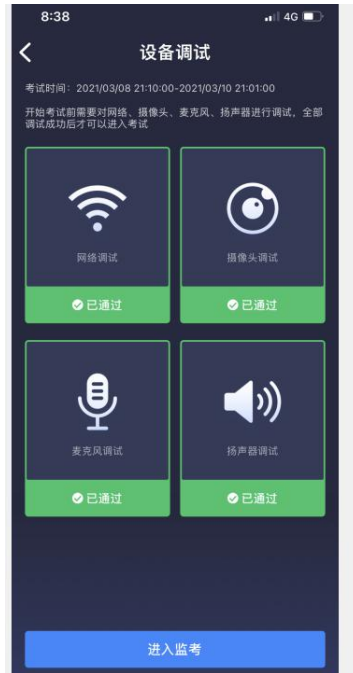 8:38
4G
设备调试
考试时间：2021/03/08 21:10:00-2021/03/10 21:01:00
开始考试前需要对网络、摄像头、麦克风、扬声器进行调试，全部
调试成功后才可以进入考试
网络调试
摄像头调试
已通过
已通过
麦克风调试
扬声器调试
已通过
已通过
进入监考